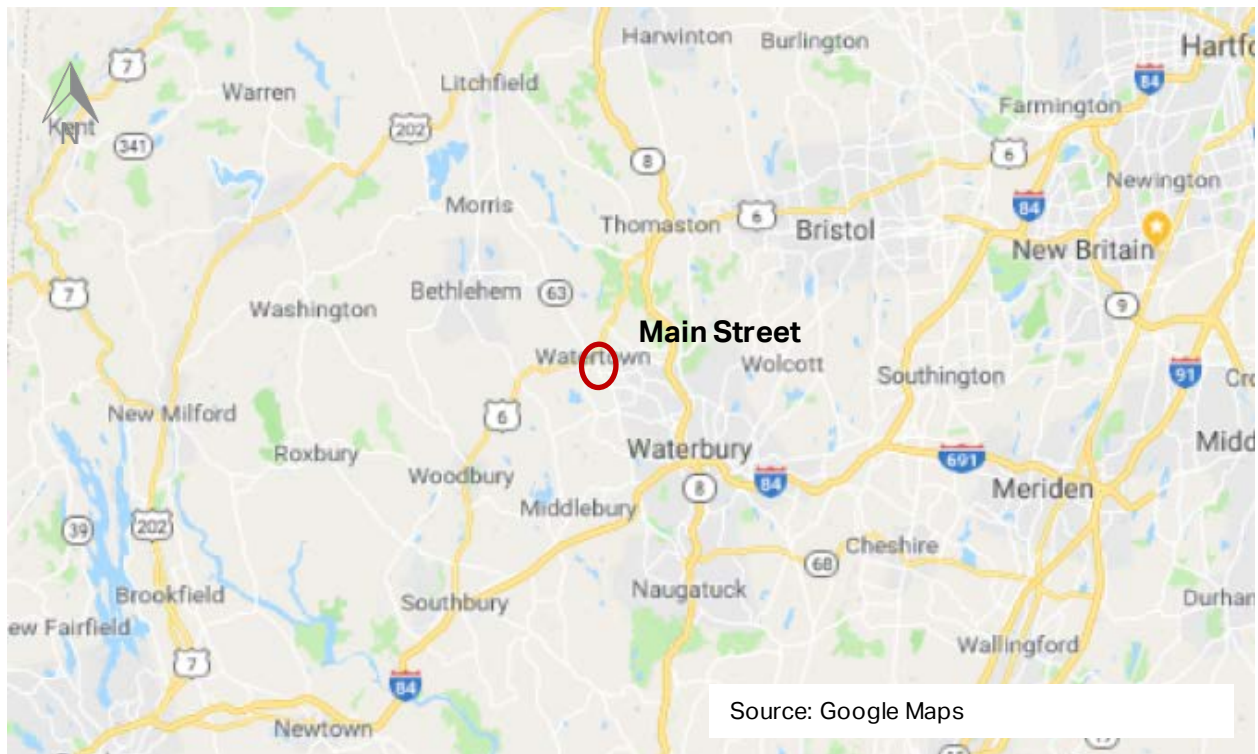 Harwinton
Burlington
Hartfo
7
Litchfield
84
Warren
Farmington
Kent
N
202
341
8
6
Newington
Morris
84
Thomaston
6
Bristol
New Britain
7
Bethlehem
63
Washington
9
Main Street
Watertown
Wolcott
Southington
91
Cro
New Milford
6
Roxbury
Waterbury
Midd
691
Woodbury
8
84
Meriden
Middlebury
39
202
Cheshire
68
Brookfield
Southbury
Naugatuck
Durhan
ew Fairfield
Wallingford
7
84
Source: Google Maps
Newtown